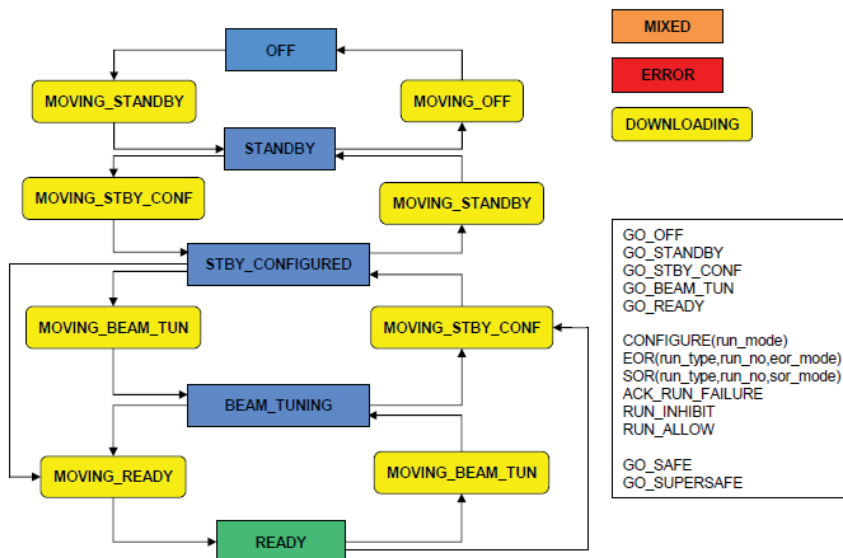 OFF
MIXED
ERROR
DOWNLOADING
MOVING_STANDBY
MOVING_OFF
STANDBY
MOVING_STBY_CONF
MOVING_STANDBY
STBY_CONFIGURED
MOVING_BEAM_TUN
MOVING_STBY_CONF
BEAM_TUNING
MOVING_READY
MOVING_BEAM_TUN
READY
GO_OFF
GO_STANDBY
GO_STBY_CONF
GO_BEAM_TUN
GO_READY
CONFIGURE(run_mode)
EOR(run_type,run_no,eor_mode)
SOR(run_type,run_no,sor_mode)
ACK_RUN_FAILURE
RUN_INHIBIT
RUN_ALLOW
GO_SAFE
GO_SUPERSAFE